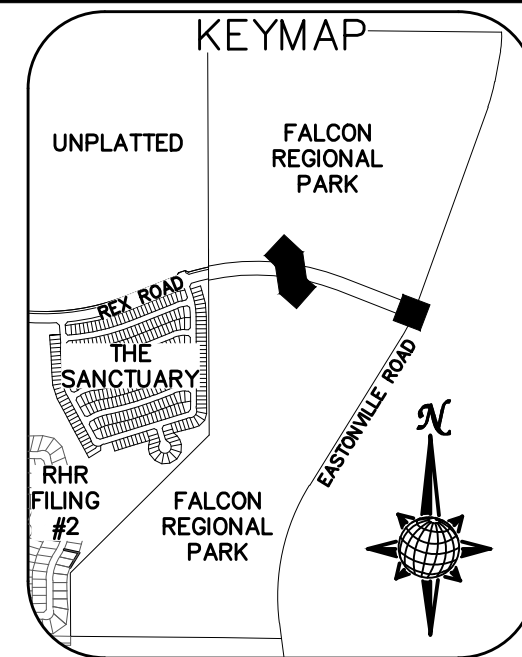 KEYMAP
UNPLATTED
FALCON
REGIONAL
PARK
REX ROAD
THE
SANCTUARY
EASTONVILLE ROAD
N
RHR
FILING
#2
FALCON
REGIONAL
PARK